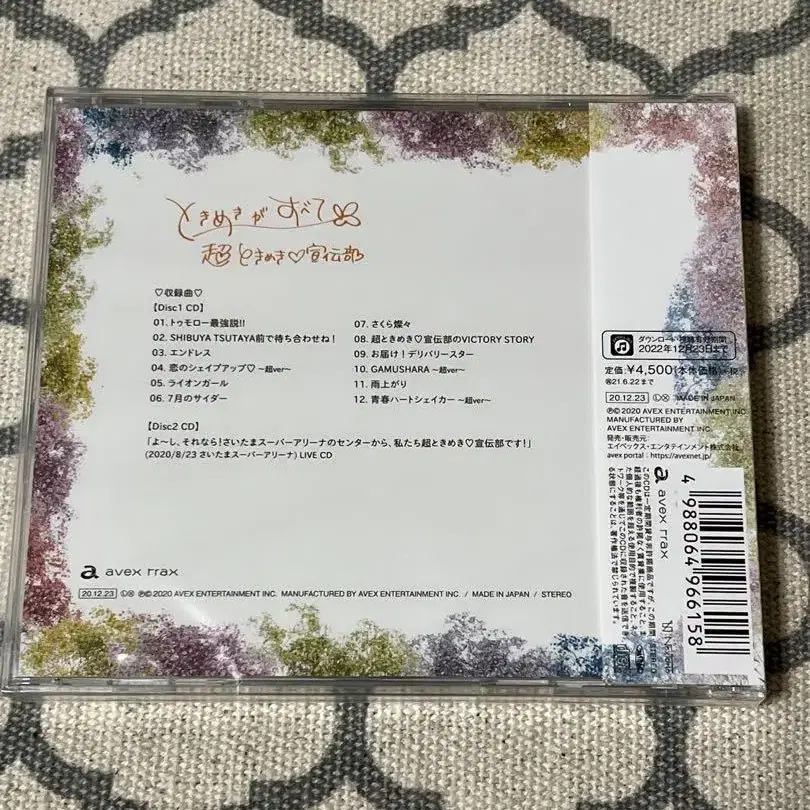 ときめきがすべて
超ときめき♡宣伝部
♡収録曲♡
【Disc1 CD】
01. トゥモロー最強説!!
02. SHIBUYA TSUTAYA前で待ち合わせね！
03. エンドレス
04. 恋のシェイプアップ♡ ～超ver～
05. ライオンガール
06. 7月のサイダー
07. さくら燦々
08. 超ときめき♡宣伝部のVICTORY STORY
09. お届け！デリバリースター
10. GAMUSHARA ～超ver～
11. 雨上がり
12. 青春ハートシェイカー ～超ver～
【Disc2 CD】
「よ〜し、それなら！さいたまスーパーアリーナのセンターから、私たち超ときめき♡宣伝部です！」
(2020/8/23 さいたまスーパーアリーナ) LIVE CD
a avex trax
20.12.23 Ⓛ Ⓧ ℗© 2020 AVEX ENTERTAINMENT INC. MANUFACTURED BY AVEX ENTERTAINMENT INC. / MADE IN JAPAN / STEREO
2022年12月23日まで
定価:¥4,500(本体価格)+税
('21.6.22まで)
20.12.23 Ⓛ Ⓧ MADE IN JAPAN
℗© 2020 AVEX ENTERTAINMENT INC.
MANUFACTURED BY
AVEX ENTERTAINMENT INC.
発売・販売元:
エイベックス・エンタテインメント株式会社
avex portal : https://avexnet.jp/
a avex trax
4 988064 966158